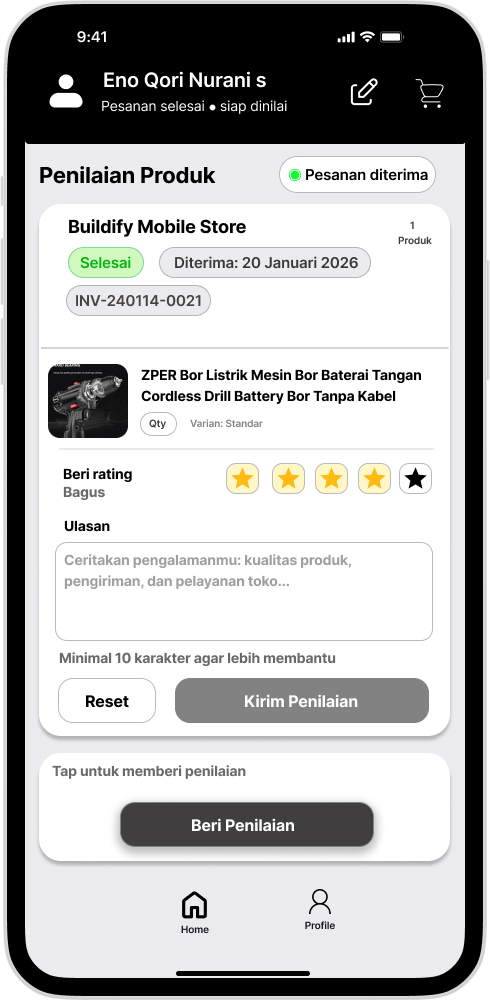 9:41
Eno Qori Nurani s
Pesanan selesai ● siap dinilai
Penilaian Produk
Pesanan diterima
Buildify Mobile Store
1
Produk
Selesai
Diterima: 20 Januari 2026
INV-240114-0021
ZPER Bor Listrik Mesin Bor Baterai Tangan
Cordless Drill Battery Bor Tanpa Kabel
Qty
Varian: Standar
Beri rating
Bagus
Ulasan
Ceritakan pengalamanmu: kualitas produk,
pengiriman, dan pelayanan toko...
Minimal 10 karakter agar lebih membantu
Reset
Kirim Penilaian
Tap untuk memberi penilaian
Beri Penilaian
Home
Profile